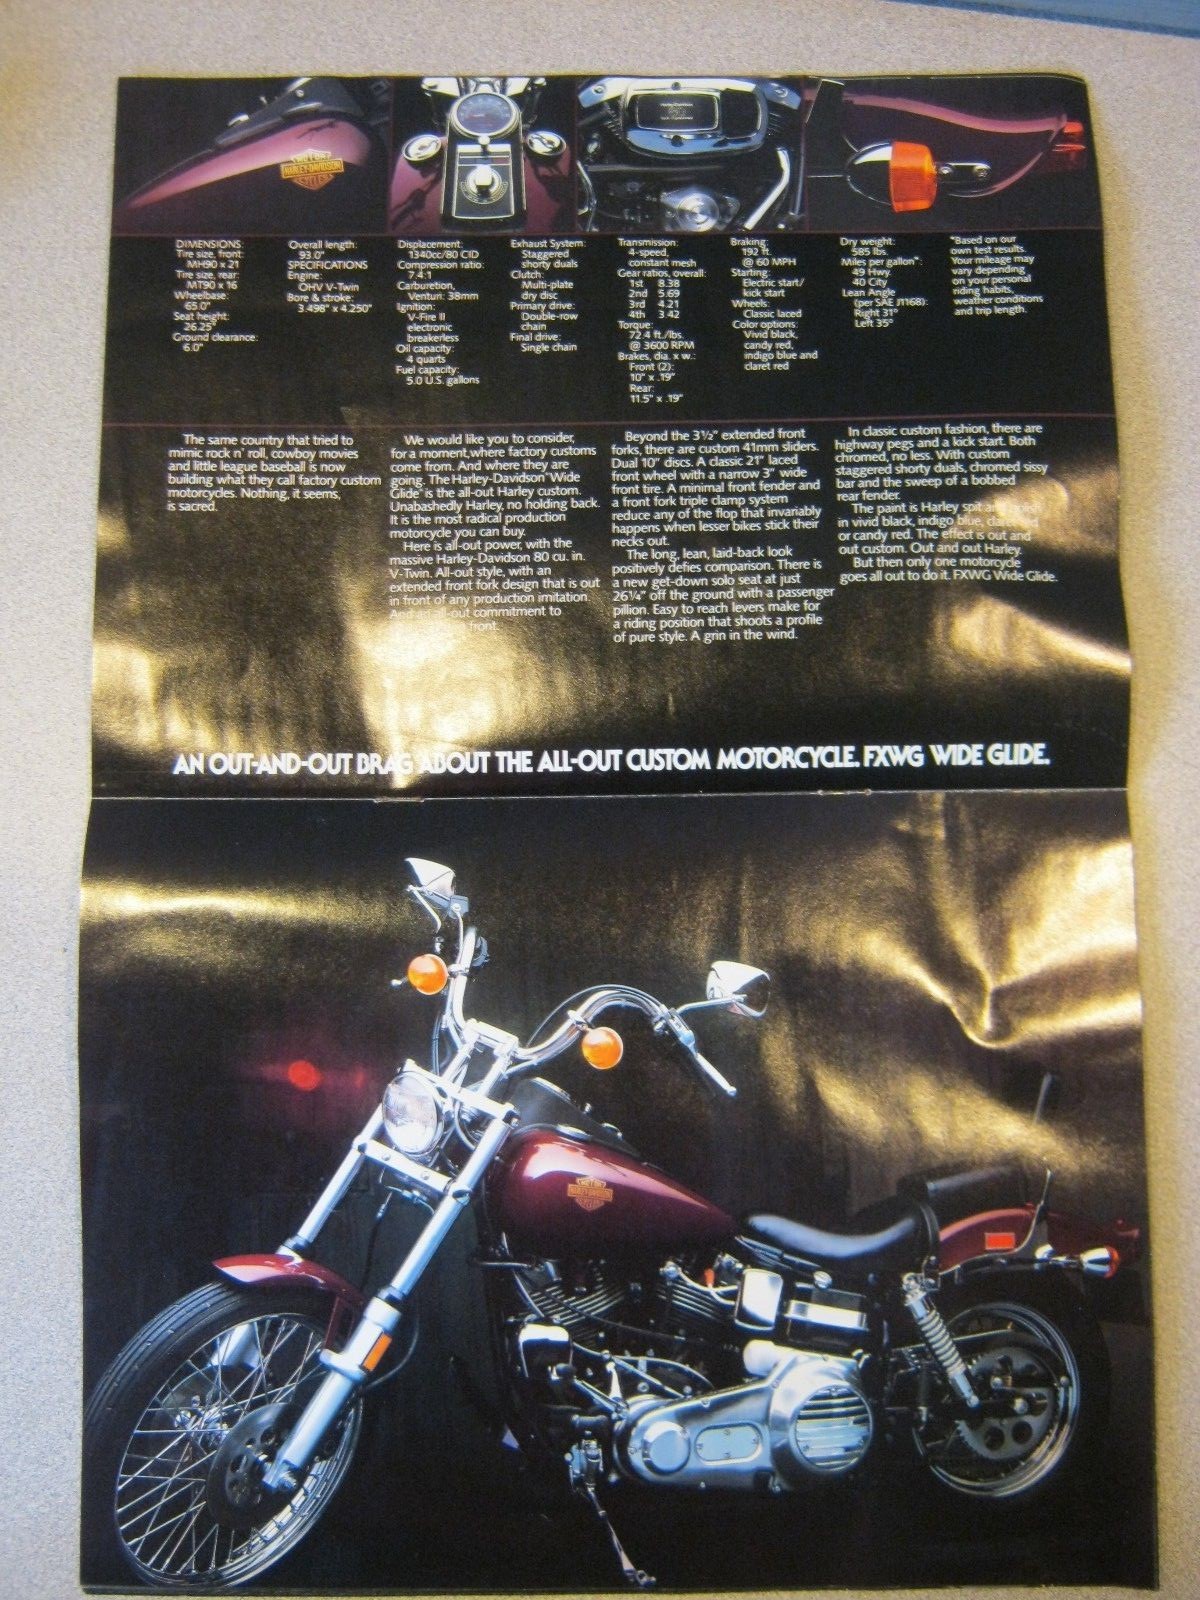 MOTOR
HARLEY-DAVIDSON
CYCLES
DIMENSIONS:
Tire size, front:
MH90 x 21
Tire size, rear
MT90 x 16
Wheelbase:
65.0"
Seat height:
26.25"
Ground clearance:
6.0"
Overall length:
93.0"
SPECIFICATIONS
Engine:
OHV V-Twin
Bore & stroke:
3.498" x 4.250"
Displacement:
1340cc/80 CID
Compression ratio:
7.4:1
Carburetion,
Venturi: 38mm
Ignition:
V-Fire II
electronic
breakerless
Oil capacity:
4 quarts
Fuel capacity:
5.0 U.S. gallons
Exhaust System:
Staggered
shorty duals
Clutch:
Multi-plate
dry disc
Primary drive:
Double-row
chain
Final drive:
Single chain
Transmission:
4-speed,
constant mesh
Gear ratios, overall:
1st 8.38
2nd 5.69
3rd 4.21
4th 3.42
Torque:
72.4 ft./lbs.
@ 3600 RPM
Brakes, dia. x w.:
Front (2):
10" x .19"
Rear:
11.5" x .19"
Braking:
192 ft.
@ 60 MPH
Starting:
Electric start/
kick start
Wheels:
Classic laced
Color options:
Vivid black,
candy red,
indigo blue and
claret red
Dry weight:
585 lbs.
Miles per gallon*:
49 Hwy.
40 City
Lean Angle
(per SAE J1168):
Right 31°
Left 35°
*Based on our
own test results.
Your mileage may
vary depending
on your personal
riding habits,
weather conditions
and trip length.
The same country that tried to
mimic rock n' roll, cowboy movies
and little league baseball is now
building what they call factory custom
motorcycles. Nothing, it seems,
is sacred.
We would like you to consider,
for a moment, where factory customs
come from. And where they are
going. The Harley-Davidson® Wide
Glide® is the all-out Harley custom.
Unabashedly Harley, no holding back.
It is the most radical production
motorcycle you can buy.
Here is all-out power, with the
massive Harley-Davidson 80 cu. in.
V-Twin. All-out style, with an
extended front fork design that is out
in front of any production imitation.
And an all-out commitment to
front.
Beyond the 3½" extended front
forks, there are custom 41mm sliders.
Dual 10" discs. A classic 21" laced
front wheel with a narrow 3" wide
front tire. A minimal front fender and
a front fork triple clamp system
reduce any of the flop that invariably
happens when lesser bikes stick their
necks out.
The long, lean, laid-back look
positively defies comparison. There is
a new get-down solo seat at just
26¼" off the ground with a passenger
pillion. Easy to reach levers make for
a riding position that shoots a profile
of pure style. A grin in the wind.
In classic custom fashion, there are
highway pegs and a kick start. Both
chromed, no less. With custom
staggered shorty duals, chromed sissy
bar and the sweep of a bobbed
rear fender.
The paint is Harley spit and polish
in vivid black, indigo blue, claret red
or candy red. The effect is out and
out custom. Out and out Harley.
But then only one motorcycle
goes all out to do it. FXWG Wide Glide.
AN OUT-AND-OUT BRAG ABOUT THE ALL-OUT CUSTOM MOTORCYCLE. FXWG WIDE GLIDE.
MOTOR
HARLEY-DAVIDSON
CYCLES